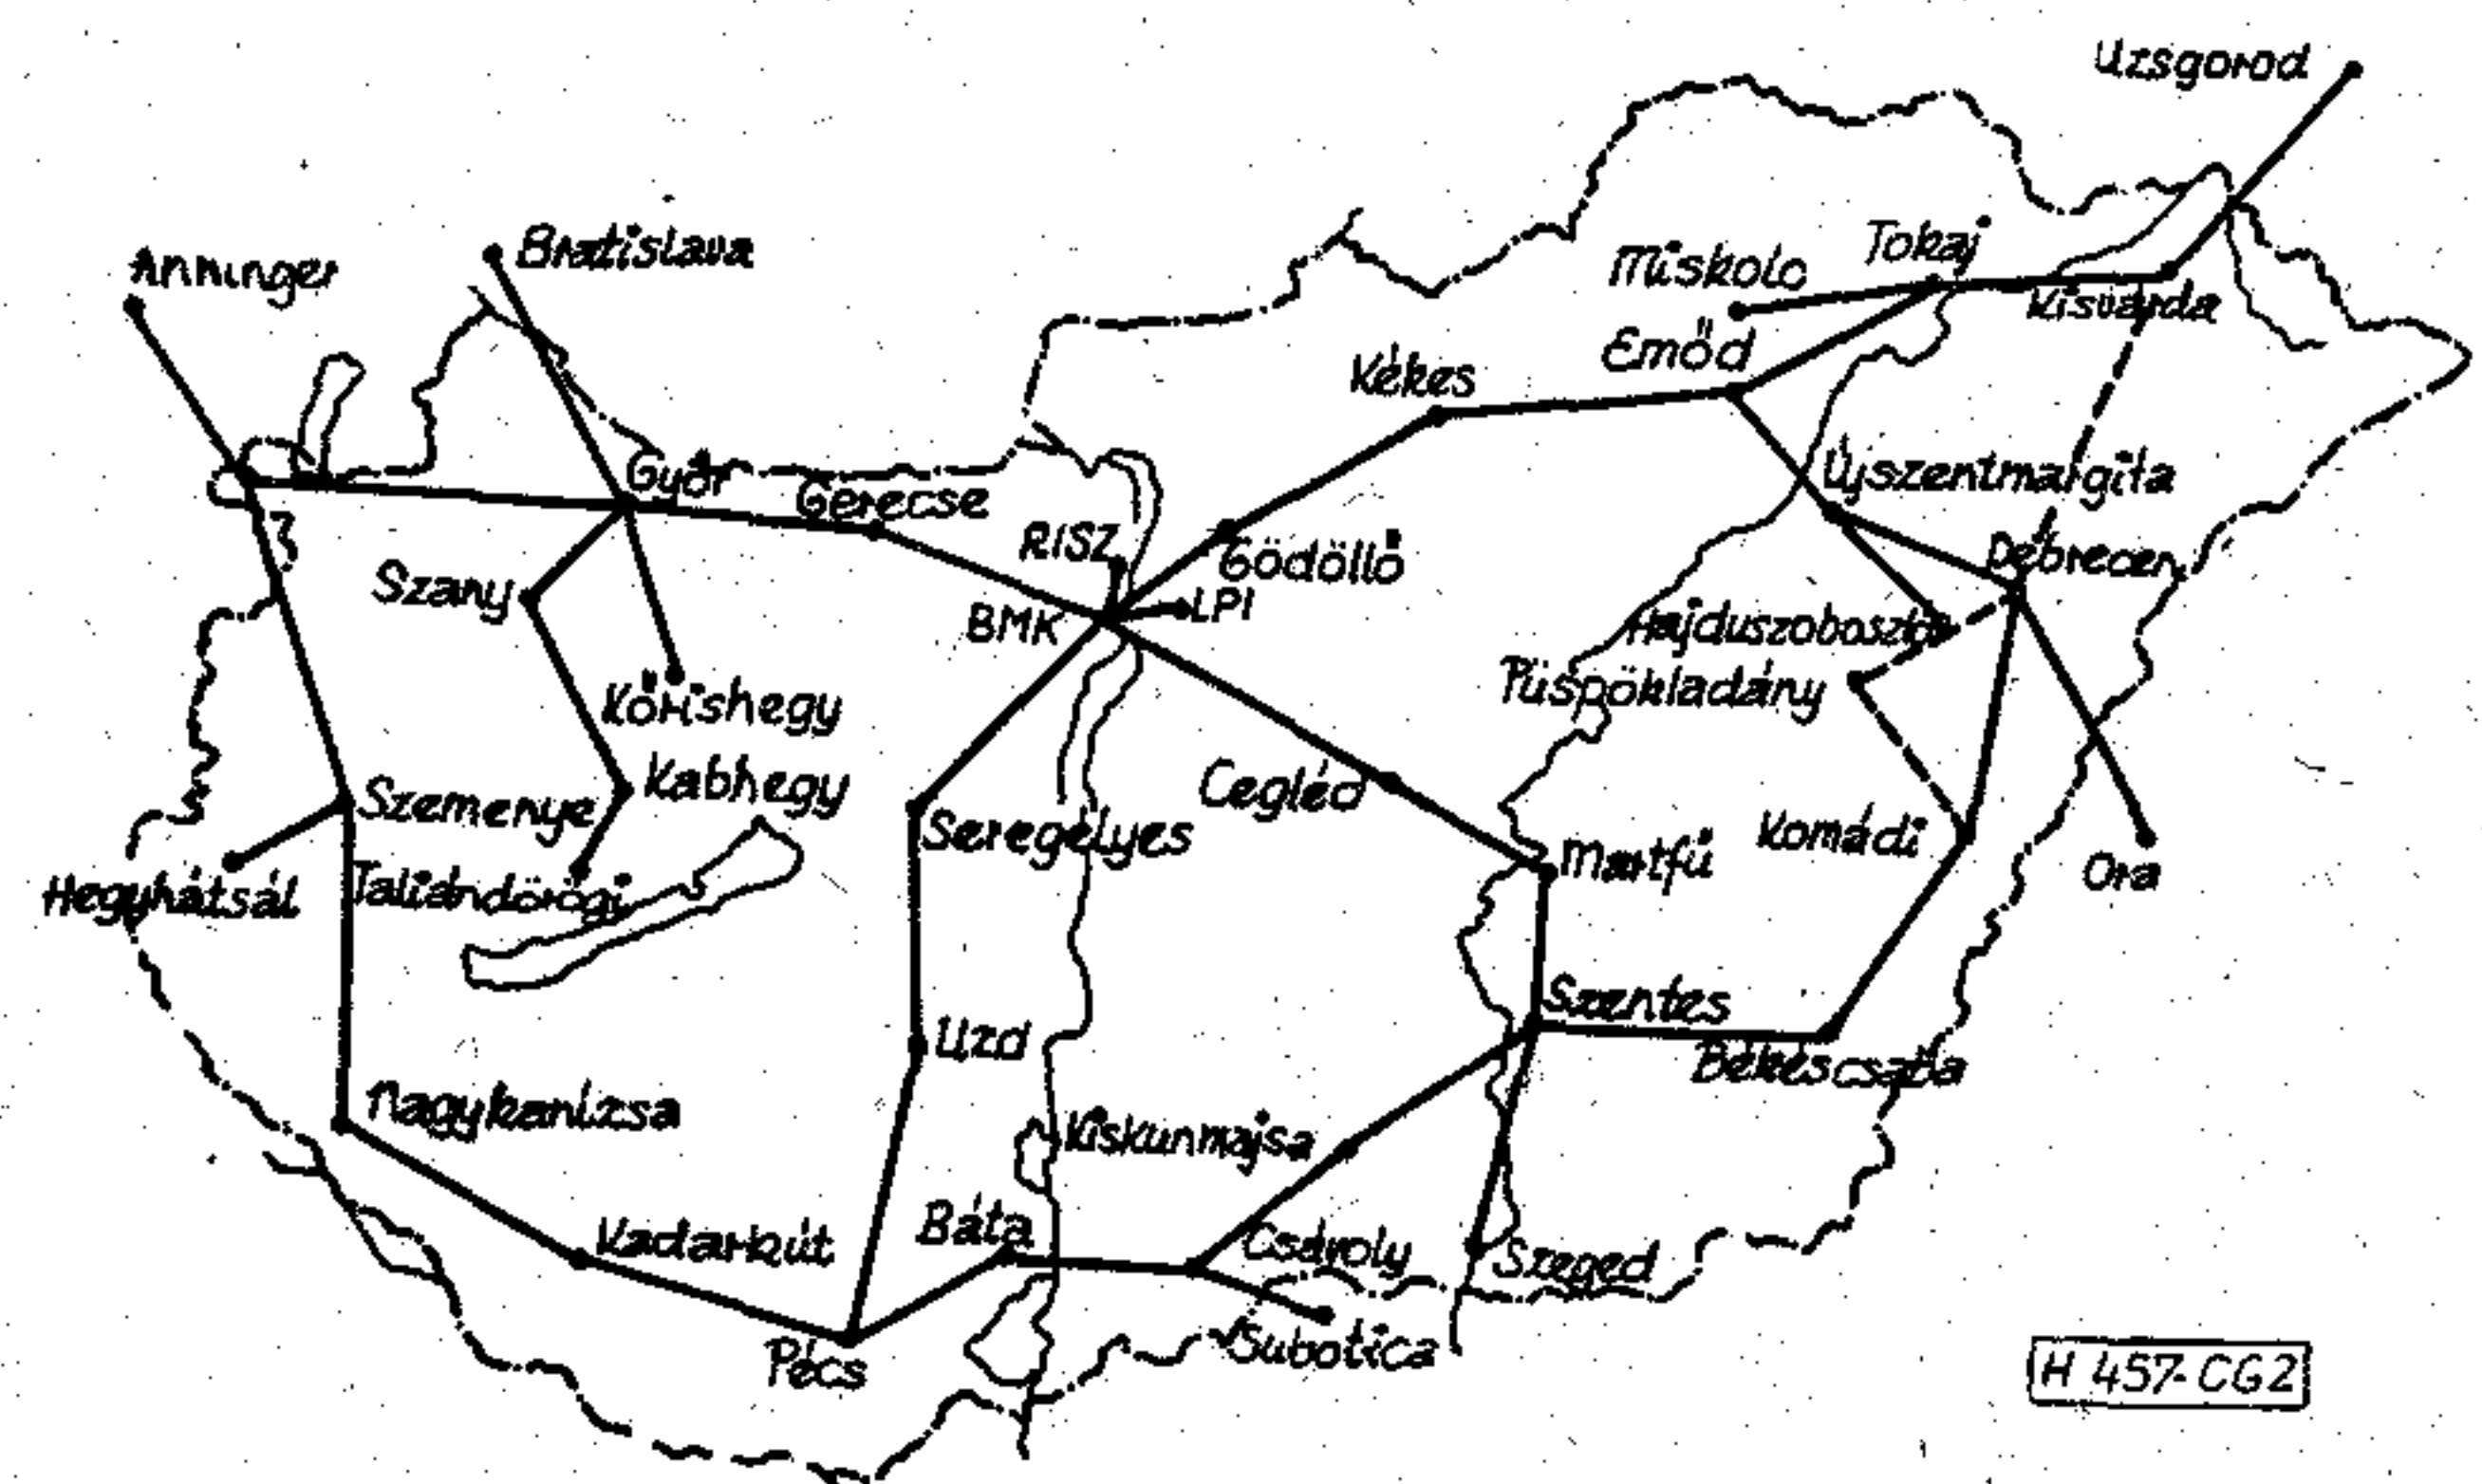 Uzsgorod
Anninger
Bratislava
Tokaj
Miskolc
Kisvárda
Emőd
Kékes
Győr
Gerecse
Újszentmargita
RISZ
Gödöllő
Debrecen
Szany
BMK
LPI
Hajduszoboszló
Püspökladány
Kőrishegy
Kabhegy
Cegléd
Szemenye
Seregélyes
Komádi
Martfű
Ora
Hegyhátsál
Taliándörögi
Szentes
Uzd
Békéscsaba
Nagykanizsa
Kiskunmajsa
Kadarkút
Báta
Csávoly
Szeged
Subotica
Pécs
H 457-CG2